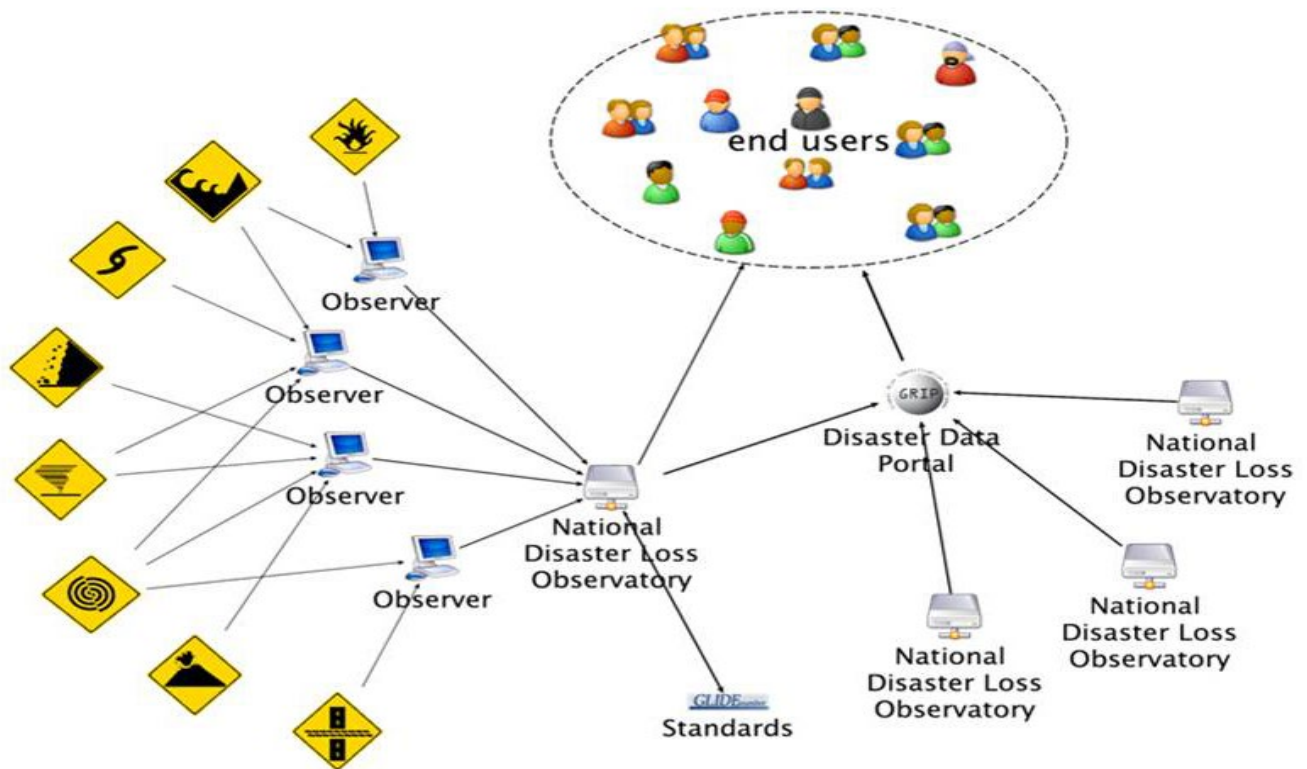 end users
Observer
Observer
Observer
Observer
National
Disaster Loss
Observatory
GRIP
Disaster Data
Portal
National
Disaster Loss
Observatory
National
Disaster Loss
Observatory
National
Disaster Loss
Observatory
GLIDEnumber
Standards